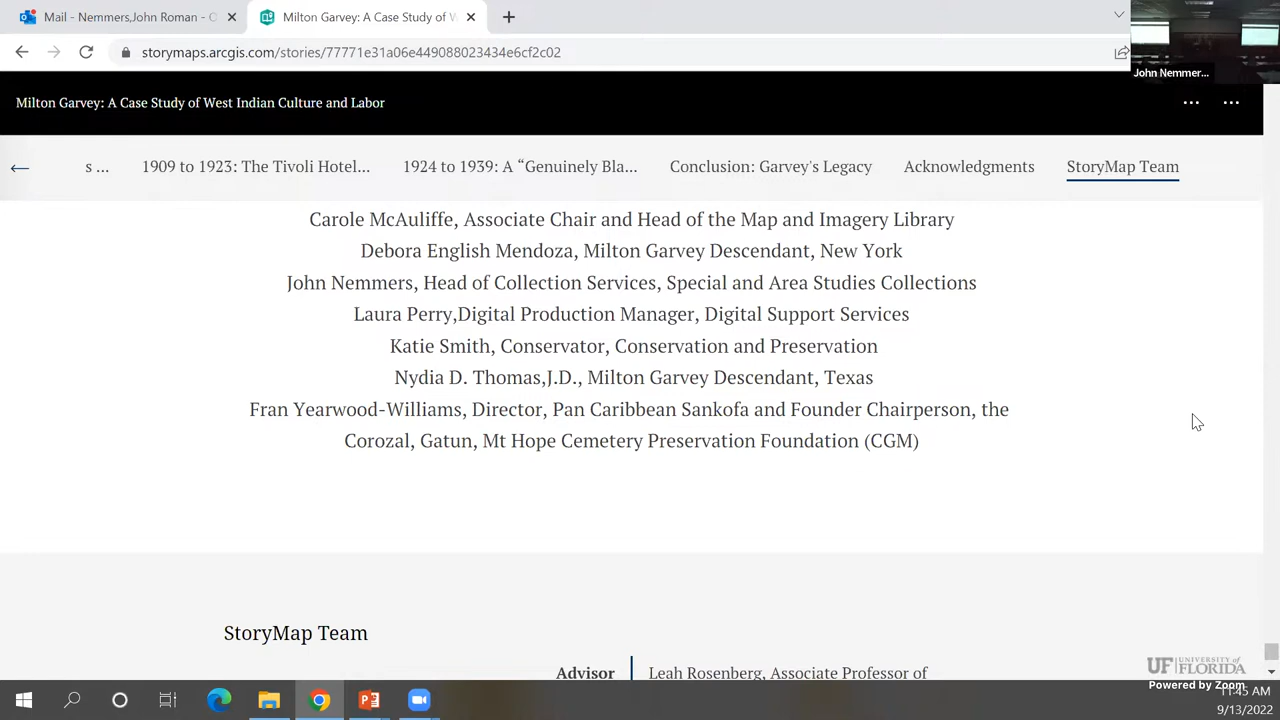 Mail - Nemmers,John Roman - O
Milton Garvey: A Case Study of W
storymaps.arcgis.com/stories/77771e31a06e449088023434e6cf2c02
John Nemmer...
Milton Garvey: A Case Study of West Indian Culture and Labor
s ...
1909 to 1923: The Tivoli Hotel...
1924 to 1939: A “Genuinely Bla...
Conclusion: Garvey's Legacy
Acknowledgments
StoryMap Team
Carole McAuliffe, Associate Chair and Head of the Map and Imagery Library
Debora English Mendoza, Milton Garvey Descendant, New York
John Nemmers, Head of Collection Services, Special and Area Studies Collections
Laura Perry,Digital Production Manager, Digital Support Services
Katie Smith, Conservator, Conservation and Preservation
Nydia D. Thomas,J.D., Milton Garvey Descendant, Texas
Fran Yearwood-Williams, Director, Pan Caribbean Sankofa and Founder Chairperson, the
Corozal, Gatun, Mt Hope Cemetery Preservation Foundation (CGM)
StoryMap Team
Advisor
Leah Rosenberg, Associate Professor of
UF UNIVERSITY of FLORIDA
Powered by Zoom
11:45 AM
9/13/2022